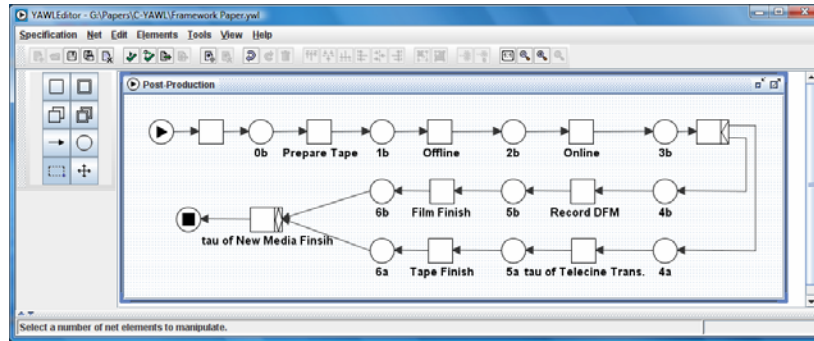 YAWLEditor - G:\Papers\C-YAWL\Framework Paper.ywl
Specification Net Edit Elements Tools View Help
Post-Production
0b Prepare Tape 1b Offline 2b Online 3b
6b Film Finish 5b Record DFM 4b
tau of New Media Finsih
6a Tape Finish 5a tau of Telecine Trans. 4a
Select a number of net elements to manipulate.